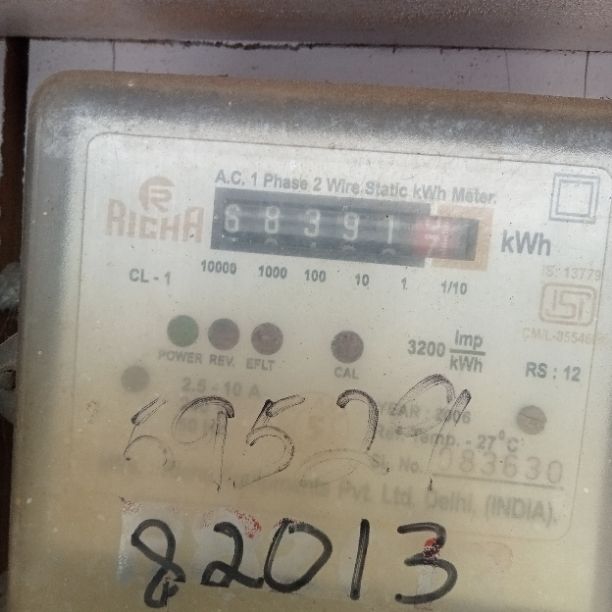 A.C. 1 Phase 2 Wire Static kWh Meter.
RICHA
68391
kWh
CL - 1
10000 1000 100 10 1 1/10
IS: 13779
ISI
POWER REV. EFLT
CAL
3200 Imp/kWh
RS : 12
2.5 - 10 A
YEAR : 2006
Ref. Temp. - 27°C
Sl. No. 083630
Pvt. Ltd. Delhi, (INDIA).
82013